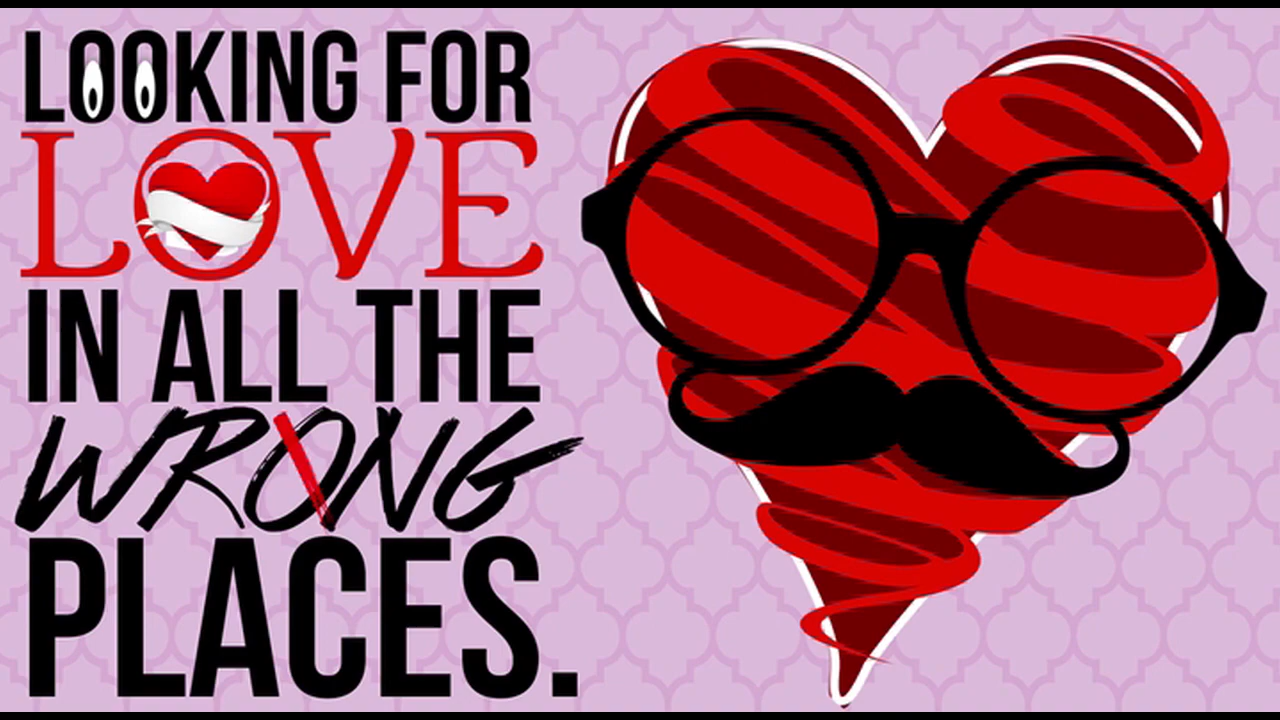 LOOKING FOR
LOVE
IN ALL THE
WRONG
PLACES.